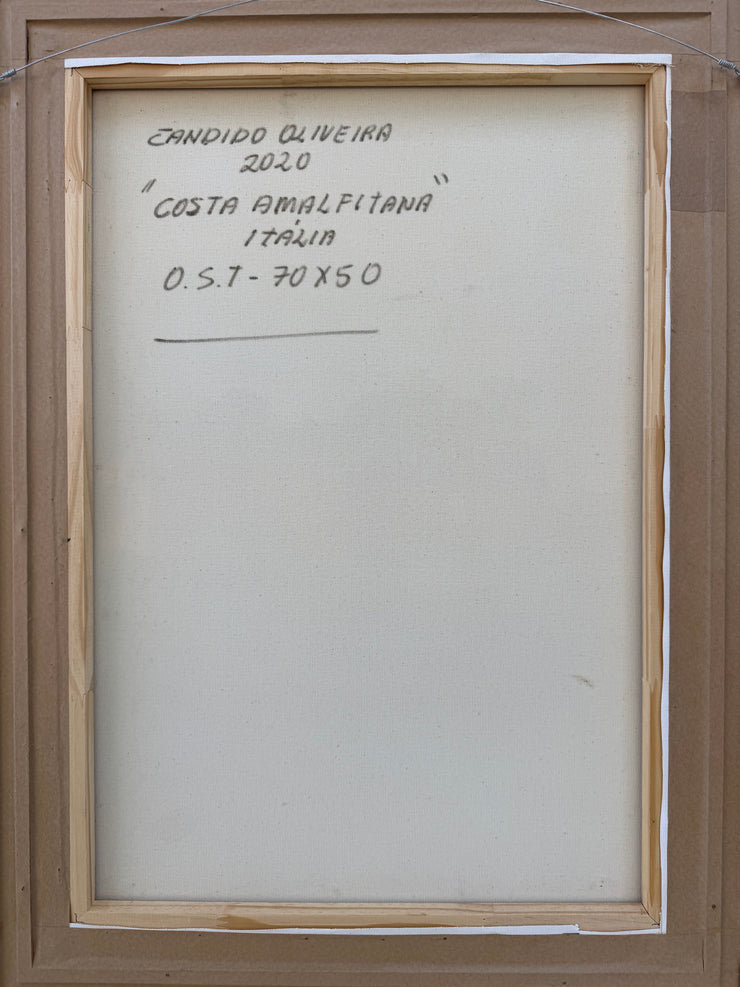 CANDIDO OLIVEIRA
2020
"COSTA AMALFITANA"
ITÁLIA
O.S.T - 70X50